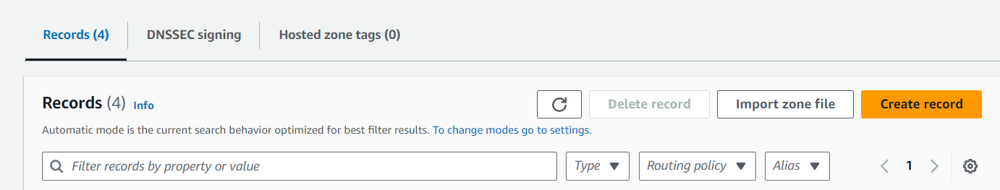 Records (4) DNSSEC signing Hosted zone tags (0)
Records (4) Info Delete record Import zone file Create record
Automatic mode is the current search behavior optimized for best filter results. To change modes go to settings.
Filter records by property or value Type Routing policy Alias 1